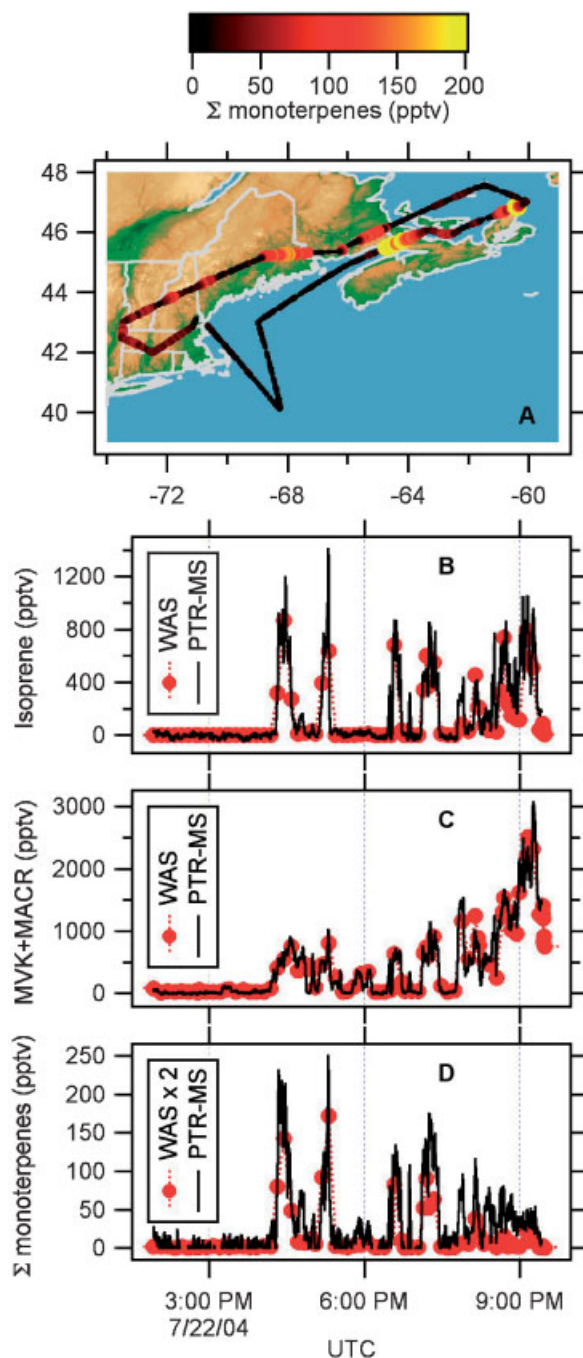 0 50 100 150 200
Σ monoterpenes (pptv)
48
46
44
42
40
A
-72 -68 -64 -60
Isoprene (pptv)
1200
800
400
0
WAS
PTR-MS
B
MVK+MACR (pptv)
3000
2000
1000
0
WAS
PTR-MS
C
Σ monoterpenes (pptv)
250
200
150
100
50
0
WAS x 2
PTR-MS
D
3:00 PM 6:00 PM 9:00 PM
7/22/04
UTC